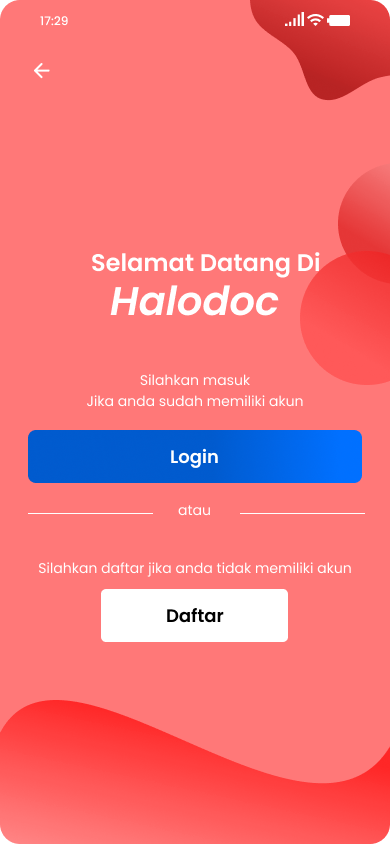 17:29
Selamat Datang Di
Halodoc
Silahkan masuk
Jika anda sudah memiliki akun
Login
atau
Silahkan daftar jika anda tidak memiliki akun
Daftar